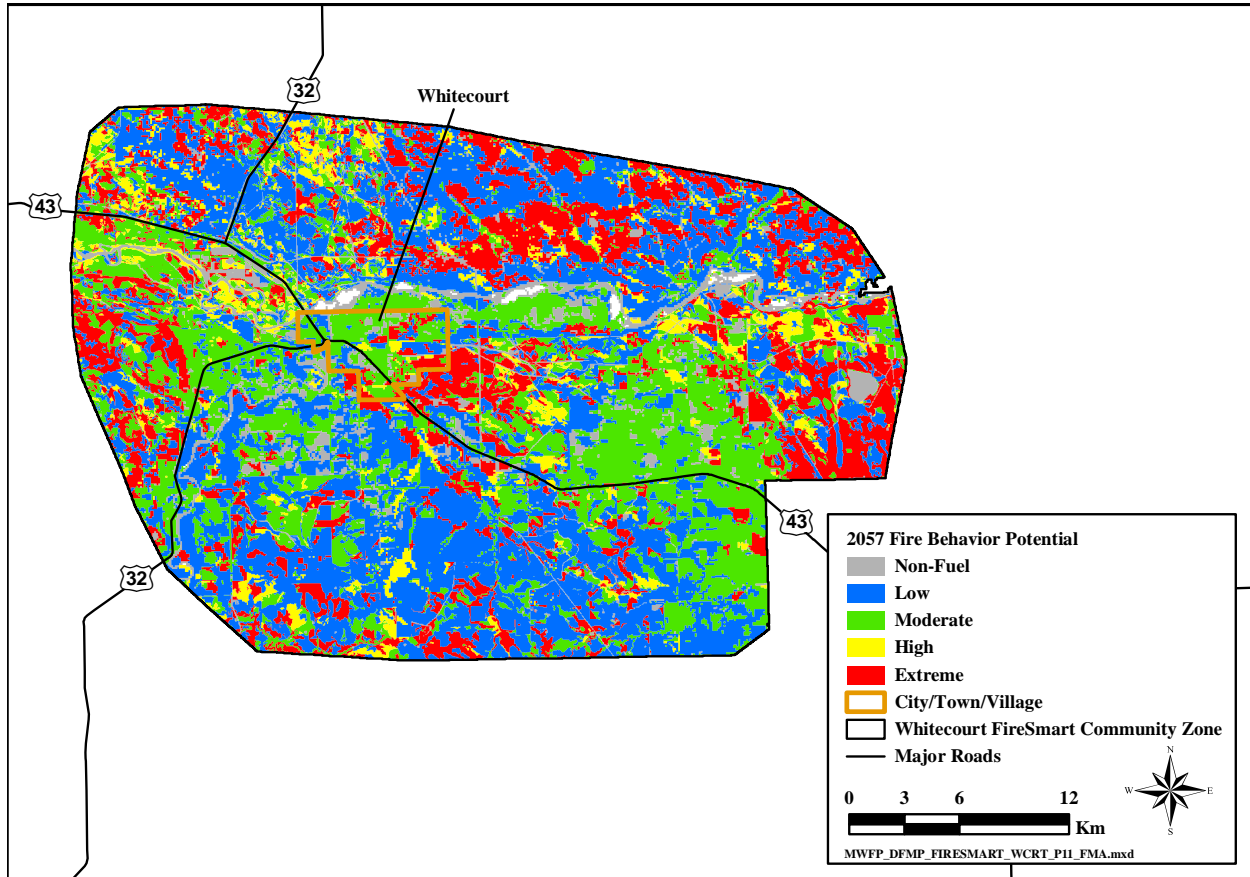 32
Whitecourt
43
2057 Fire Behavior Potential
Non-Fuel
Low
Moderate
High
Extreme
City/Town/Village
Whitecourt FireSmart Community Zone
Major Roads
N
W E
S
0 3 6 12
Km
MWFP_DFMP_FIRESMART_WCRT_P11_FMA.mxd
43
32